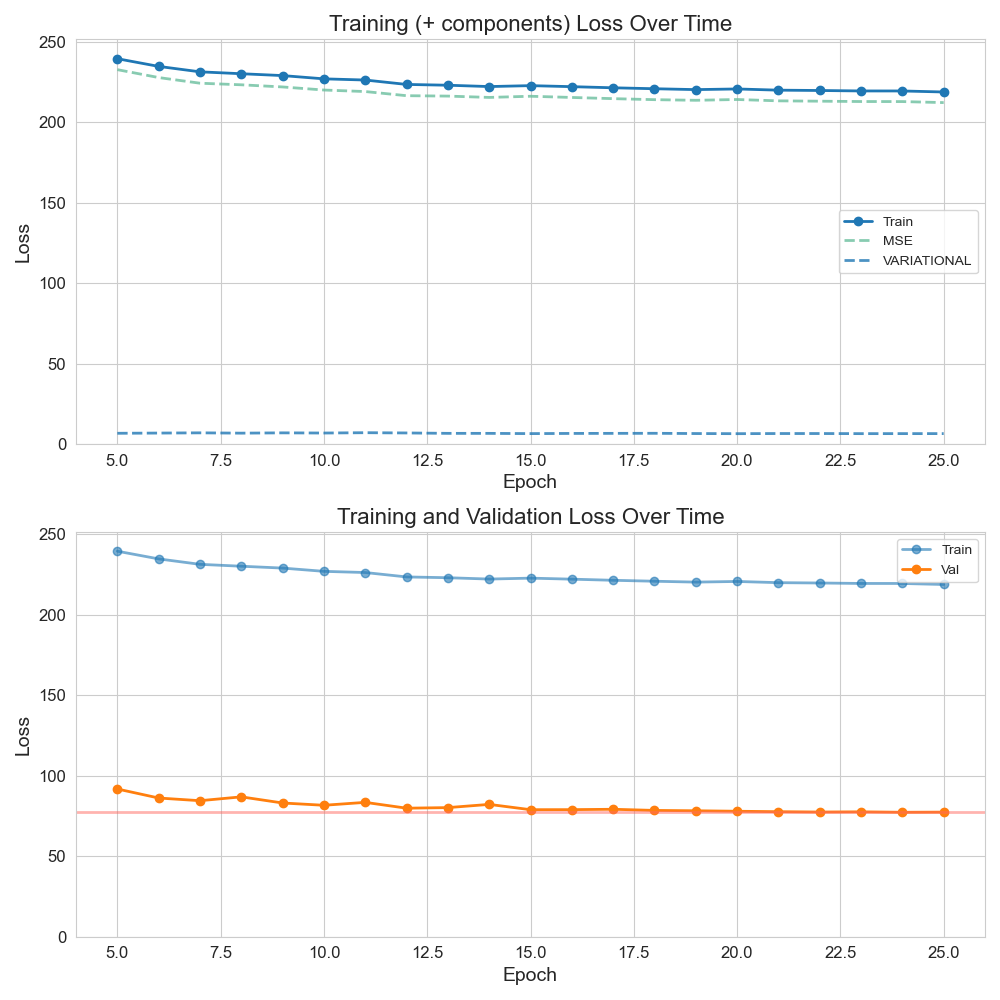 Training (+ components) Loss Over Time
250
200
150
100
50
0
Loss
Train
MSE
VARIATIONAL
5.0 7.5 10.0 12.5 15.0 17.5 20.0 22.5 25.0
Epoch
Training and Validation Loss Over Time
250
200
150
100
50
0
Loss
Train
Val
5.0 7.5 10.0 12.5 15.0 17.5 20.0 22.5 25.0
Epoch